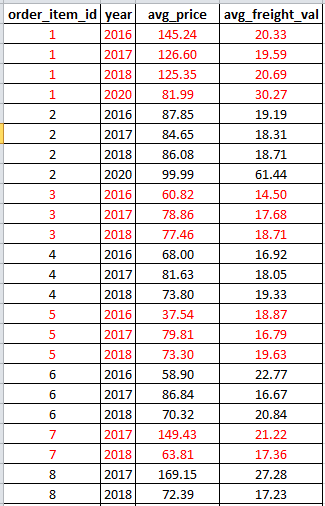 order_item_id year avg_price avg_freight_val
1 2016 145.24 20.33
1 2017 126.60 19.59
1 2018 125.35 20.69
1 2020 81.99 30.27
2 2016 87.85 19.19
2 2017 84.65 18.31
2 2018 86.08 18.71
2 2020 99.99 61.44
3 2016 60.82 14.50
3 2017 78.86 17.68
3 2018 77.46 18.71
4 2016 68.00 16.92
4 2017 81.63 18.05
4 2018 73.80 19.33
5 2016 37.54 18.87
5 2017 79.81 16.79
5 2018 73.30 19.63
6 2016 58.90 22.77
6 2017 86.84 16.67
6 2018 70.32 20.84
7 2017 149.43 21.22
7 2018 63.81 17.36
8 2017 169.15 27.28
8 2018 72.39 17.23